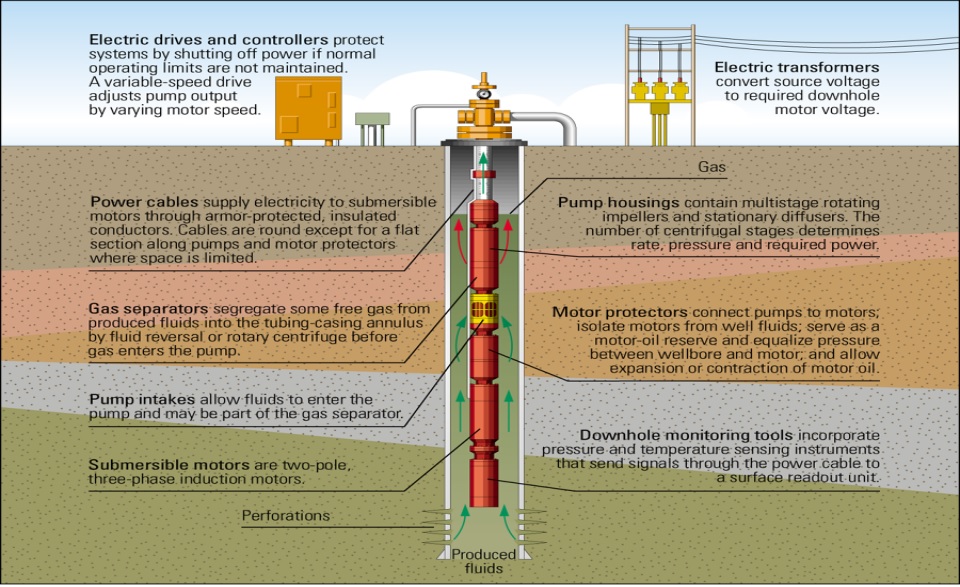 Electric drives and controllers protect
systems by shutting off power if normal
operating limits are not maintained.
A variable-speed drive
adjusts pump output
by varying motor speed.
Electric transformers
convert source voltage
to required downhole
motor voltage.
Gas
Power cables supply electricity to submersible
motors through armor-protected, insulated
conductors. Cables are round except for a flat
section along pumps and motor protectors
where space is limited.
Pump housings contain multistage rotating
impellers and stationary diffusers. The
number of centrifugal stages determines
rate, pressure and required power.
Gas separators segregate some free gas from
produced fluids into the tubing-casing annulus
by fluid reversal or rotary centrifuge before
gas enters the pump.
Motor protectors connect pumps to motors;
isolate motors from well fluids; serve as a
motor-oil reserve and equalize pressure
between wellbore and motor; and allow
expansion or contraction of motor oil.
Pump intakes allow fluids to enter the
pump and may be part of the gas separator.
Downhole monitoring tools incorporate
pressure and temperature sensing instruments
that send signals through the power cable to
a surface readout unit.
Submersible motors are two-pole,
three-phase induction motors.
Perforations
Produced
fluids